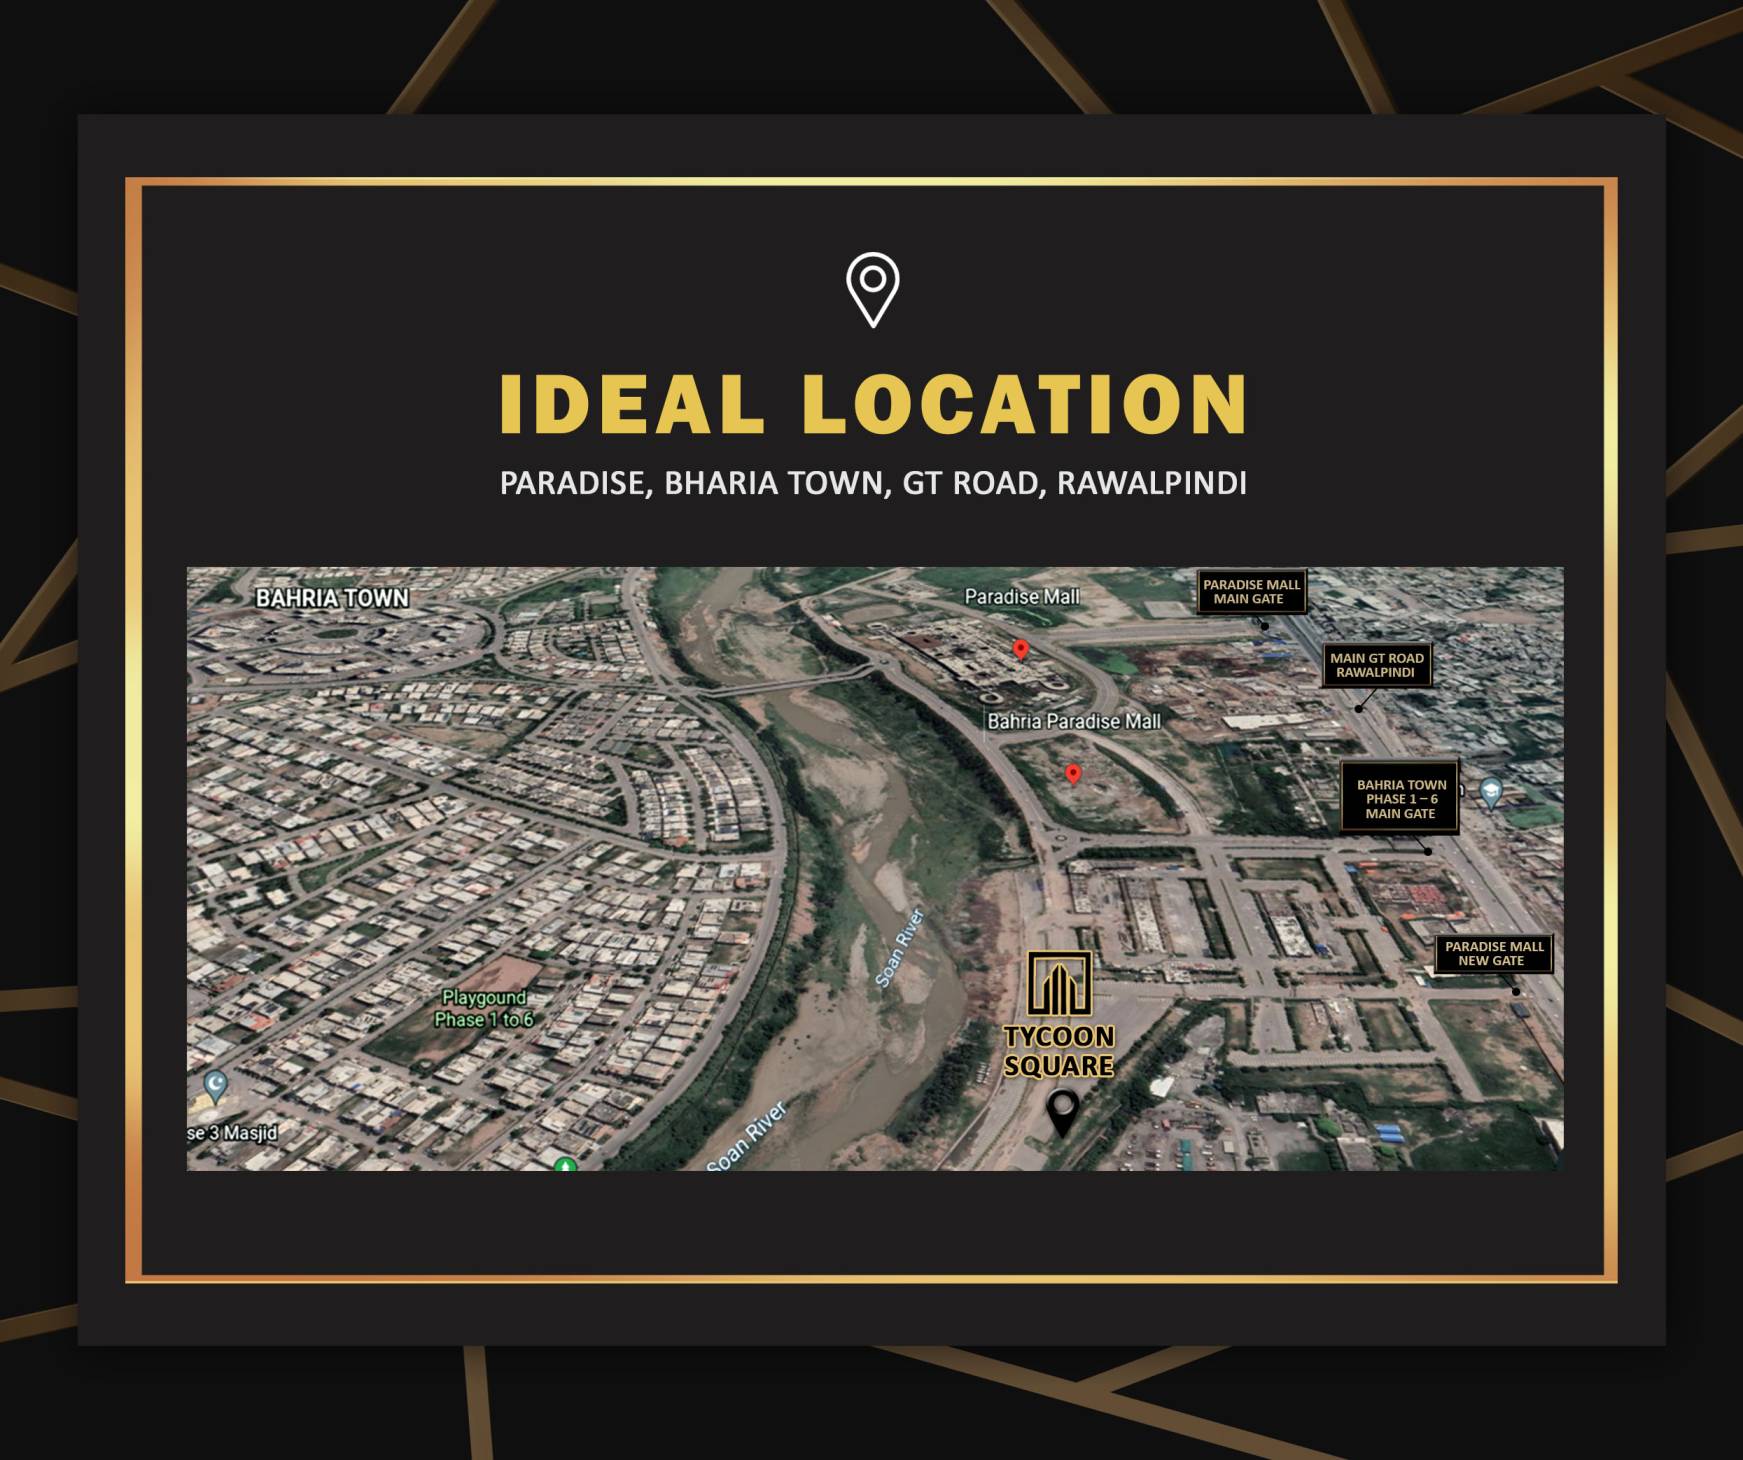 IDEAL LOCATION
PARADISE, BHARIA TOWN, GT ROAD, RAWALPINDI
BAHRIA TOWN
Paradise Mall
PARADISE MALL
MAIN GATE
MAIN GT ROAD
RAWALPINDI
Bahria Paradise Mall
BAHRIA TOWN
PHASE 1 – 6
MAIN GATE
Soan River
PARADISE MALL
NEW GATE
Playgound
Phase 1 to 6
TYCOON
SQUARE
se 3 Masjid
Soan River